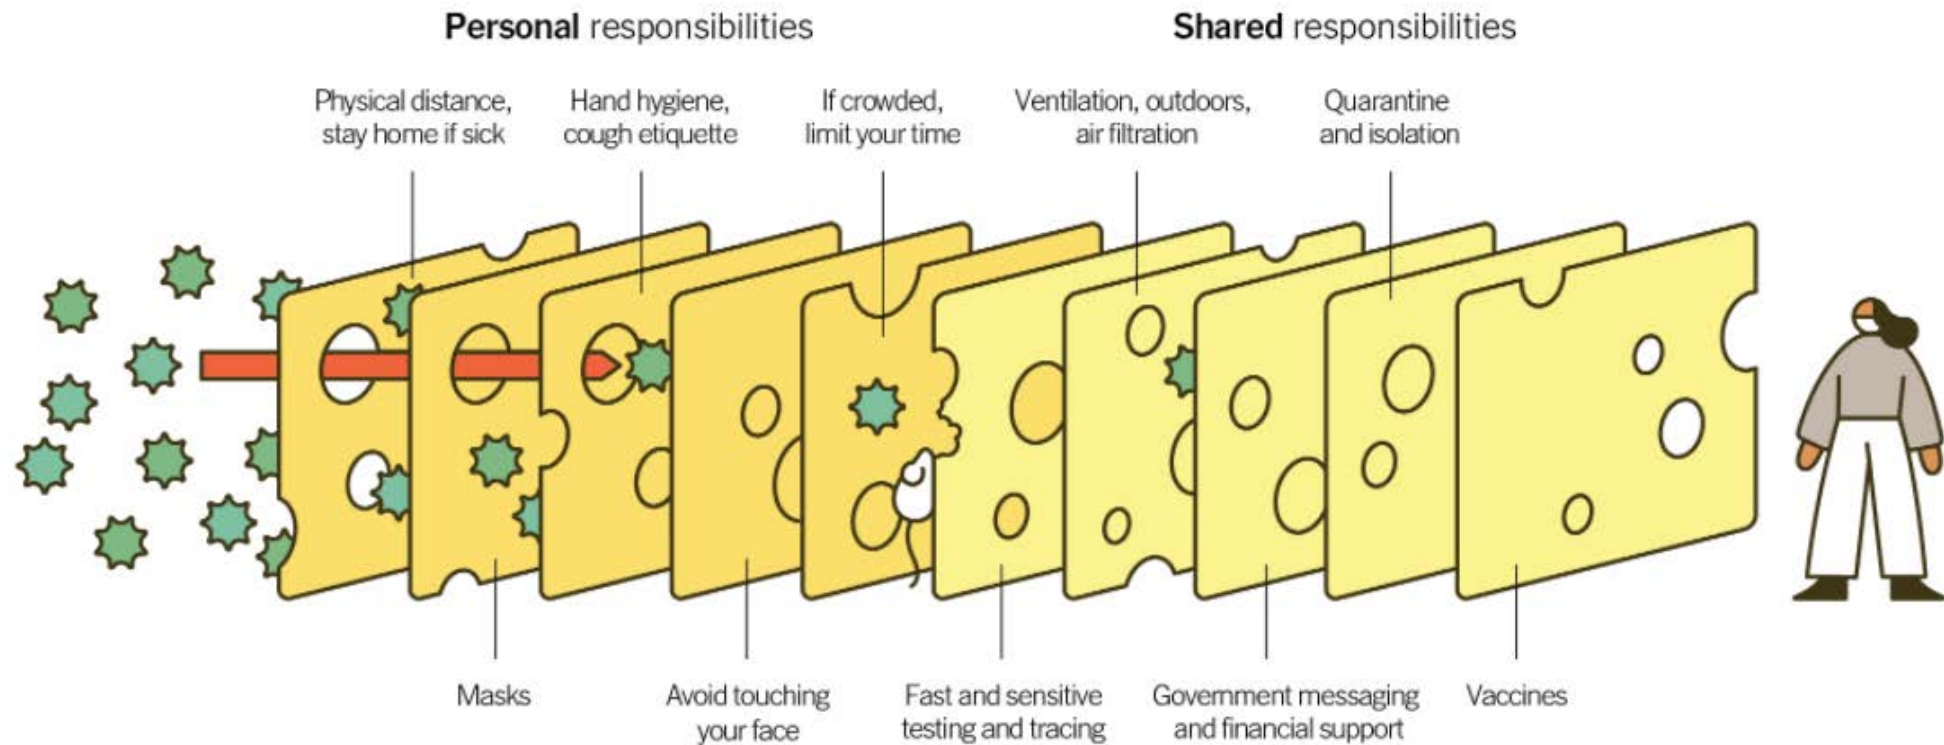 Personal responsibilities
Shared responsibilities
Physical distance,
stay home if sick
Hand hygiene,
cough etiquette
If crowded,
limit your time
Ventilation, outdoors,
air filtration
Quarantine
and isolation
Masks
Avoid touching
your face
Fast and sensitive
testing and tracing
Government messaging
and financial support
Vaccines